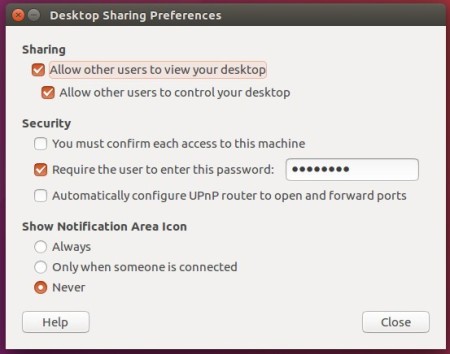 Desktop Sharing Preferences
Sharing
Allow other users to view your desktop
Allow other users to control your desktop
Security
You must confirm each access to this machine
Require the user to enter this password: ●●●●●●●●
Automatically configure UPnP router to open and forward ports
Show Notification Area Icon
Always
Only when someone is connected
Never
Help Close